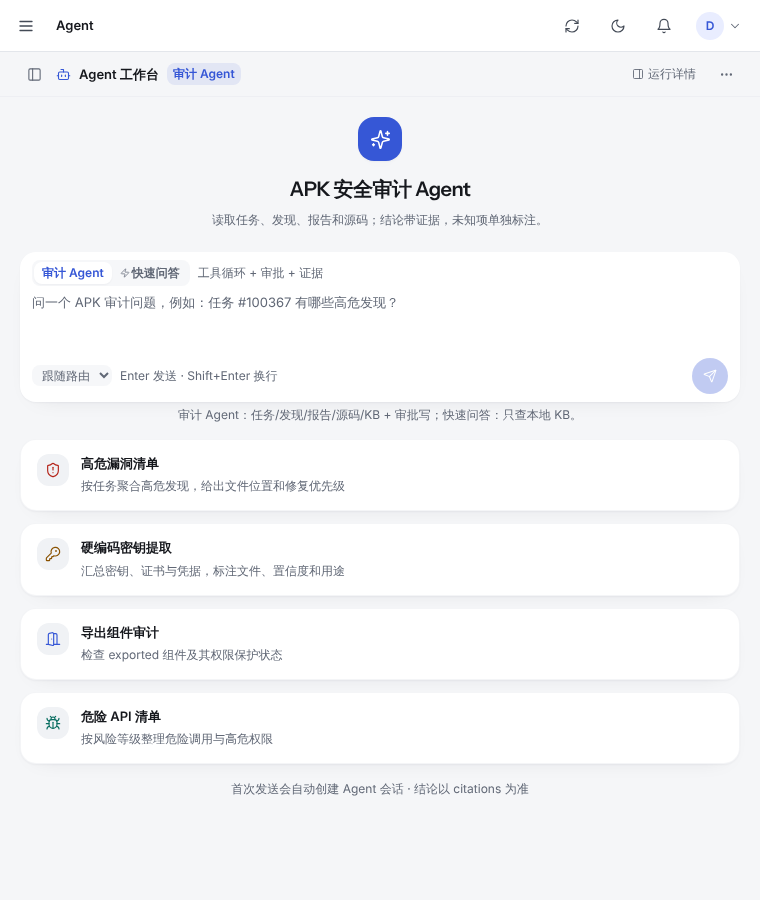 Agent
D
Agent 工作台
审计 Agent
运行详情
APK 安全审计 Agent
读取任务、发现、报告和源码；结论带证据，未知项单独标注。
审计 Agent
快速问答
工具循环 + 审批 + 证据
问一个 APK 审计问题，例如：任务 #100367 有哪些高危发现？
跟随路由
Enter 发送 · Shift+Enter 换行
审计 Agent：任务/发现/报告/源码/KB + 审批写；快速问答：只查本地 KB。
高危漏洞清单
按任务聚合高危发现，给出文件位置和修复优先级
硬编码密钥提取
汇总密钥、证书与凭据，标注文件、置信度和用途
导出组件审计
检查 exported 组件及其权限保护状态
危险 API 清单
按风险等级整理危险调用与高危权限
首次发送会自动创建 Agent 会话 · 结论以 citations 为准